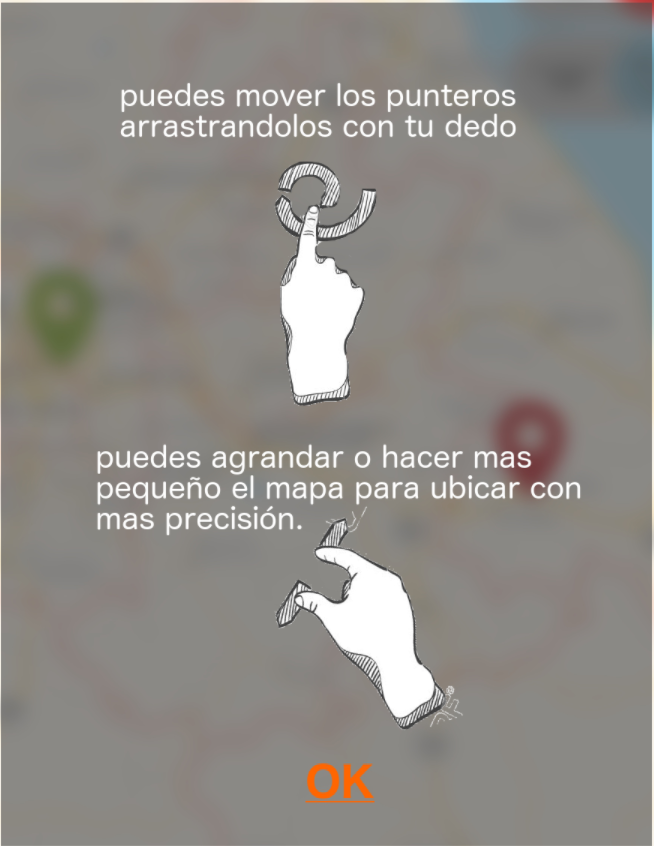 puedes mover los punteros
arrastrandolos con tu dedo
puedes agrandar o hacer mas
pequeño el mapa para ubicar con
mas precisión.
OK